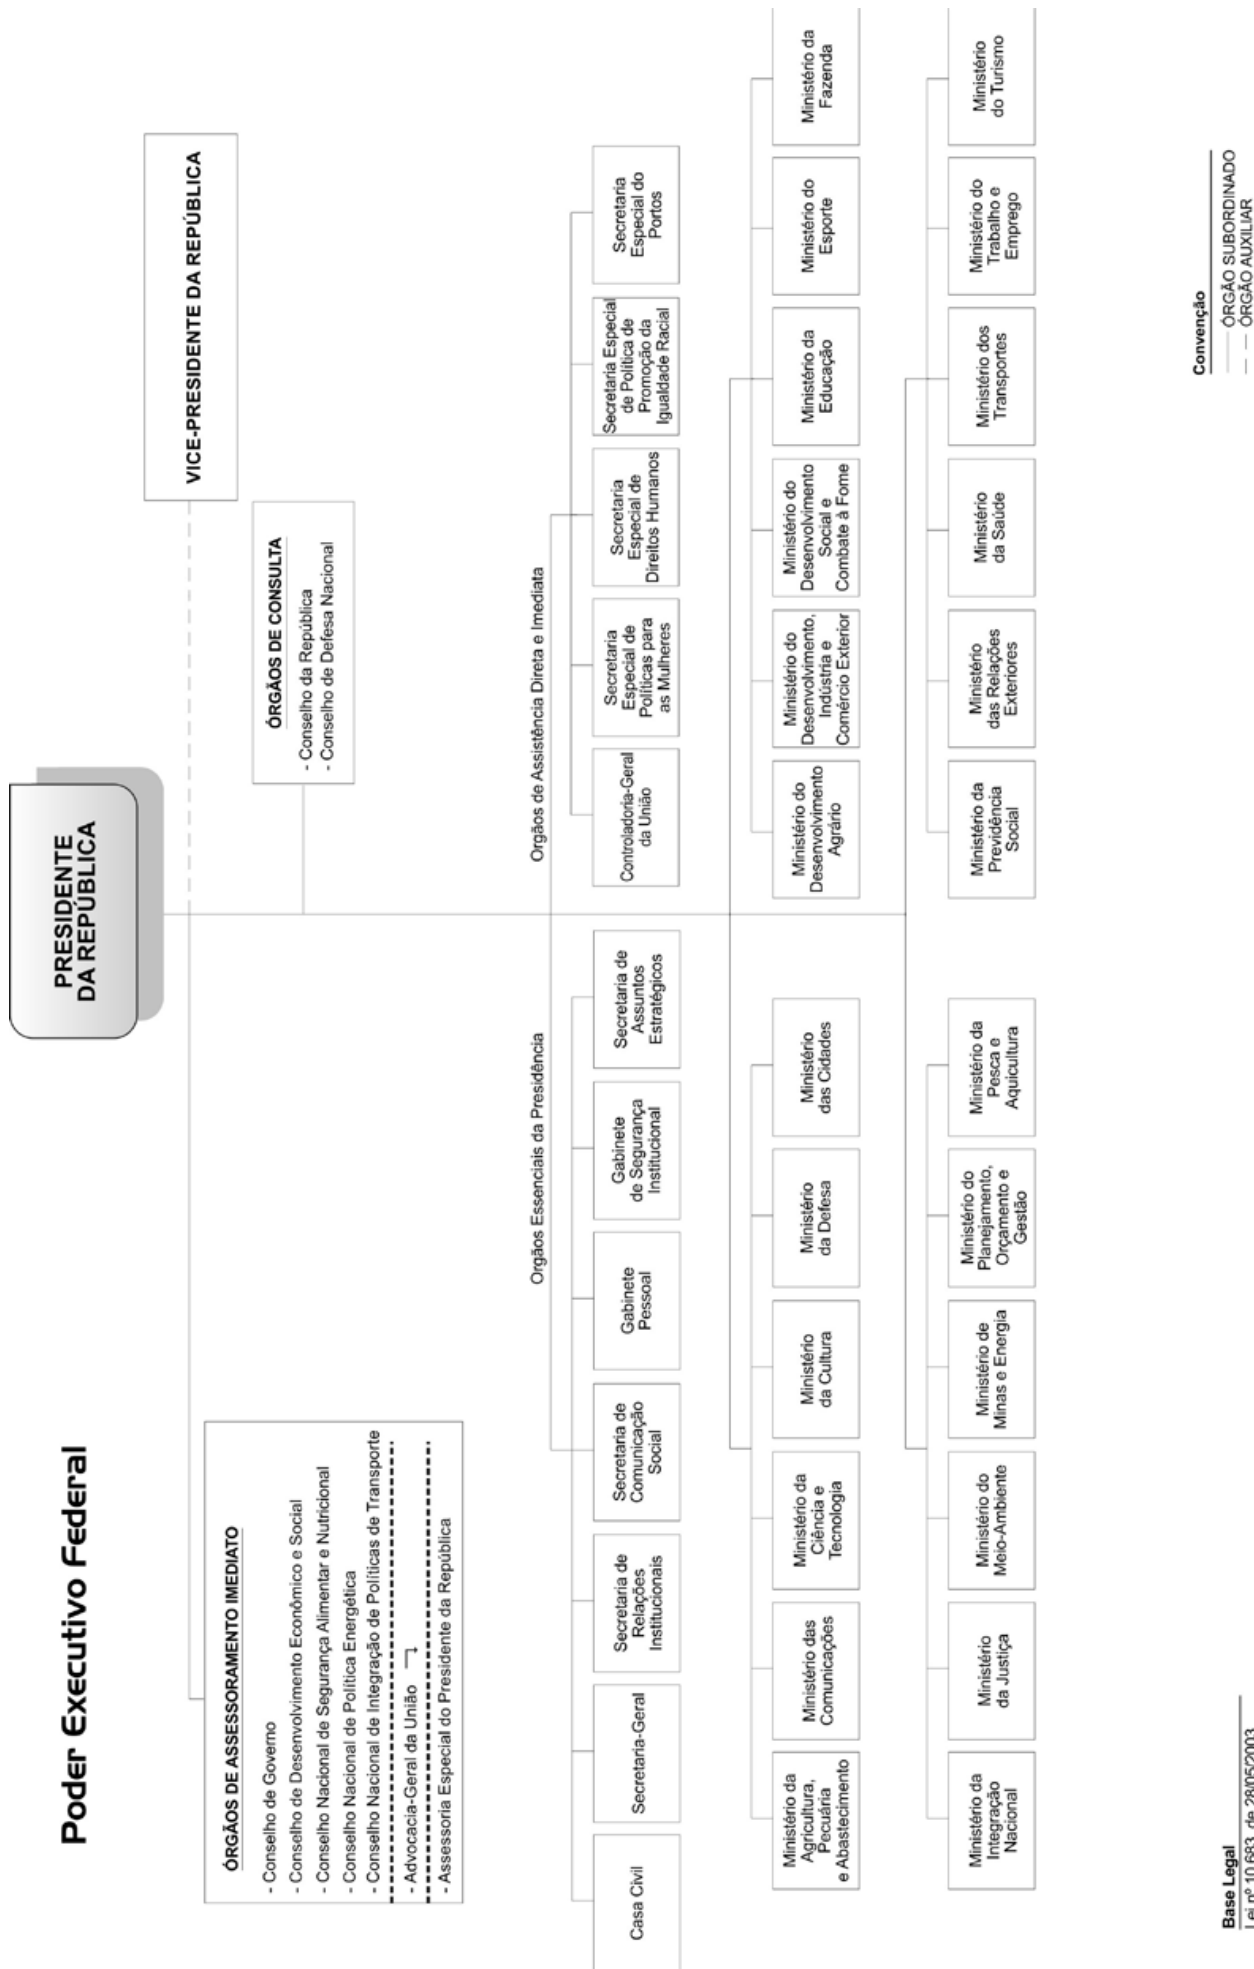 Poder Executivo Federal
PRESIDENTE
DA REPÚBLICA
VICE-PRESIDENTE DA REPÚBLICA
ÓRGÃOS DE ASSESSORAMENTO IMEDIATO
- Conselho de Governo
- Conselho de Desenvolvimento Econômico e Social
- Conselho Nacional de Segurança Alimentar e Nutricional
- Conselho Nacional de Política Energética
- Conselho Nacional de Integração de Políticas de Transporte
- Advocacia-Geral da União
- Assessoria Especial do Presidente da República
ÓRGÃOS DE CONSULTA
- Conselho da República
- Conselho de Defesa Nacional
Orgãos Essenciais da Presidência
Casa Civil
Secretaria-Geral
Secretaria de
Relações
Institucionais
Secretaria de
Comunicação
Social
Gabinete
Pessoal
Gabinete
de Segurança
Institucional
Secretaria de
Assuntos
Estratégicos
Orgãos de Assistência Direta e Imediata
Controladoria-Geral
da União
Secretaria
Especial de
Políticas para
as Mulheres
Secretaria
Especial de
Direitos Humanos
Secretaria Especial
de Política de
Promoção da
Igualdade Racial
Secretaria
Especial do
Portos
Ministério da
Agricultura,
Pecuária
e Abastecimento
Ministério das
Comunicações
Ministério da
Ciência e
Tecnologia
Ministério
da Cultura
Ministério
da Defesa
Ministério
das Cidades
Ministério do
Desenvolvimento
Agrário
Ministério do
Desenvolvimento,
Indústria e
Comércio Exterior
Ministério do
Desenvolvimento
Social e
Combate à Fome
Ministério da
Educação
Ministério do
Esporte
Ministério da
Fazenda
Ministério da
Integração
Nacional
Ministério
da Justiça
Ministério do
Meio-Ambiente
Ministério de
Minas e Energia
Ministério do
Planejamento,
Orçamento e
Gestão
Ministério da
Pesca e
Aquicultura
Ministério da
Previdência
Social
Ministério
das Relações
Exteriores
Ministério
da Saúde
Ministério dos
Transportes
Ministério do
Trabalho e
Emprego
Ministério
do Turismo
Base Legal
Lei nº 10.683, de 28/05/2003
Convenção
ÓRGÃO SUBORDINADO
ÓRGÃO AUXILIAR